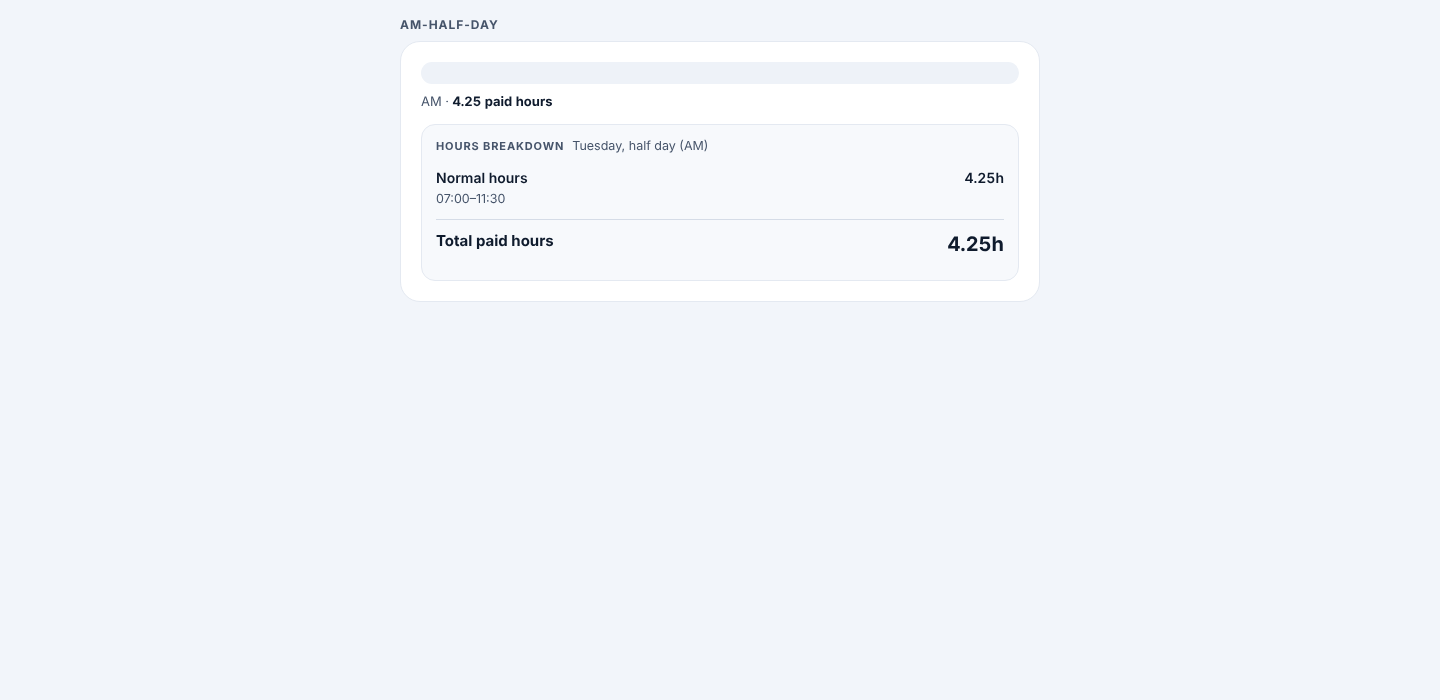 AM-HALF-DAY
AM · 4.25 paid hours
HOURS BREAKDOWN Tuesday, half day (AM)
Normal hours 4.25h
07:00–11:30
Total paid hours 4.25h